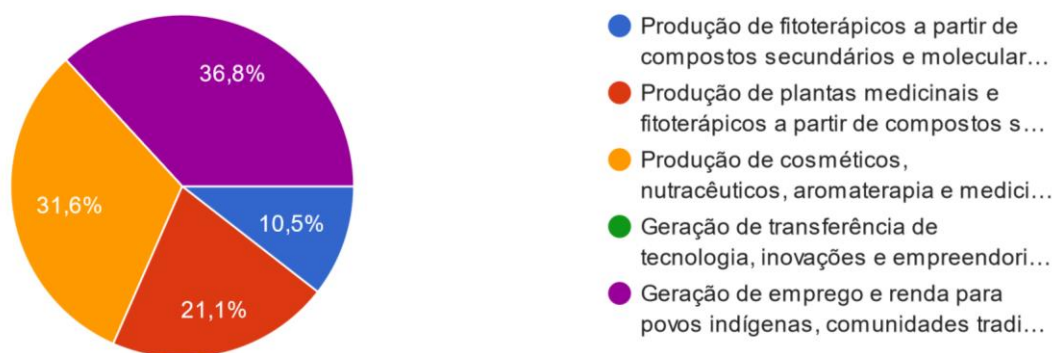 36,8%
31,6%
10,5%
21,1%
Produção de fitoterápicos a partir de
compostos secundários e molecular…
Produção de plantas medicinais e
fitoterápicos a partir de compostos s…
Produção de cosméticos,
nutracêuticos, aromaterapia e medici…
Geração de transferência de
tecnologia, inovações e empreendori…
Geração de emprego e renda para
povos indígenas, comunidades tradi…